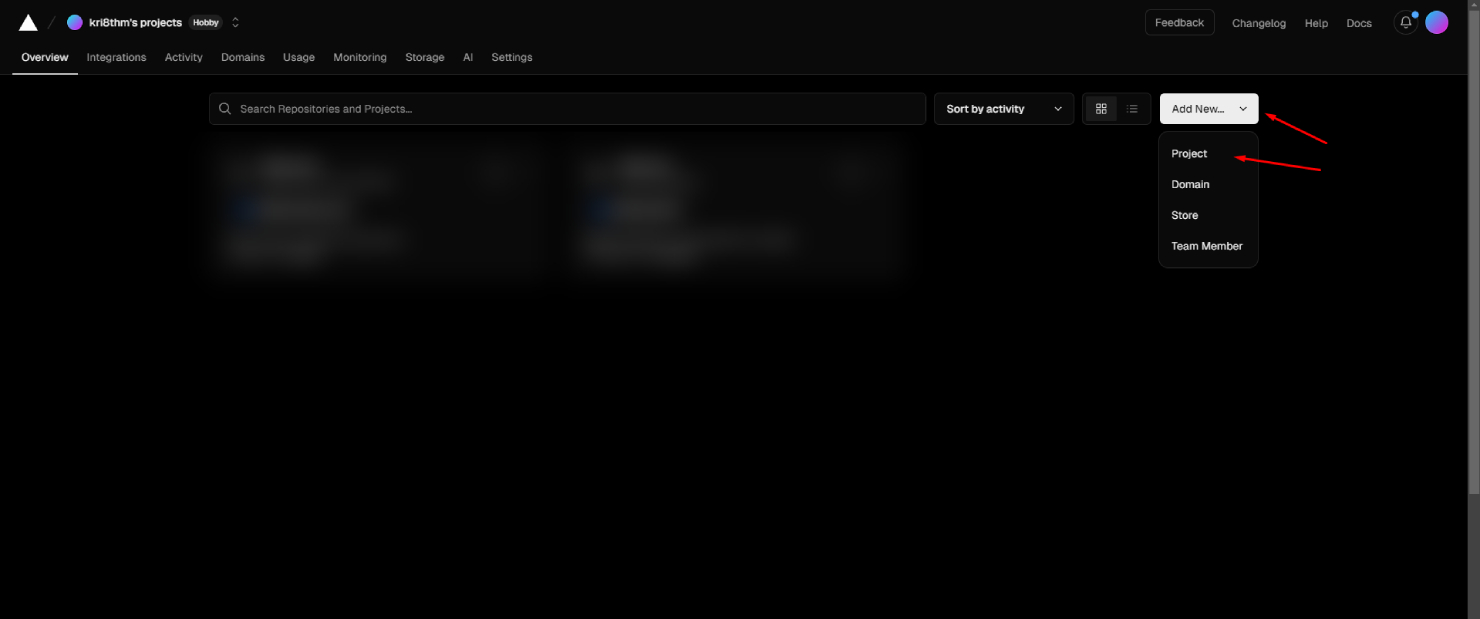 kri8thm's projects Hobby
Feedback Changelog Help Docs
Overview Integrations Activity Domains Usage Monitoring Storage AI Settings
Search Repositories and Projects...
Sort by activity
Add New...
Project
Domain
Store
Team Member